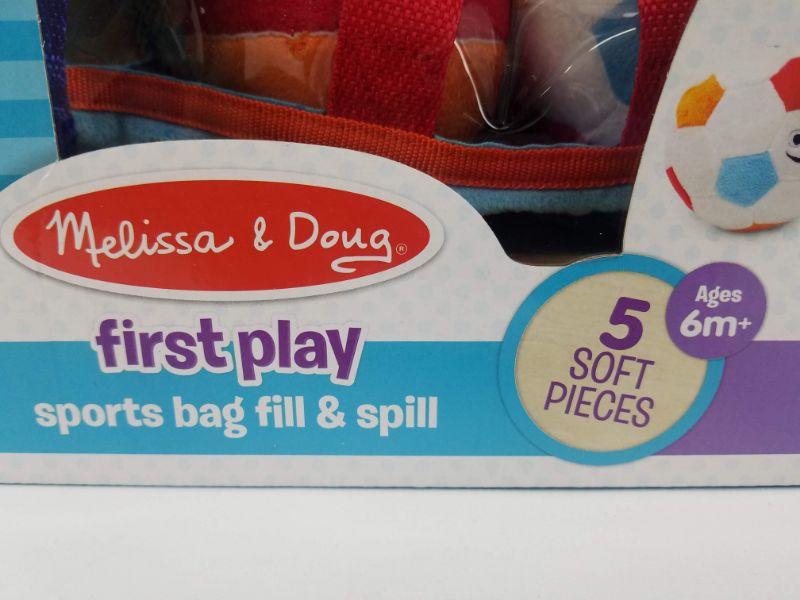 Melissa & Doug®
first play
sports bag fill & spill
5
SOFT
PIECES
Ages
6m+